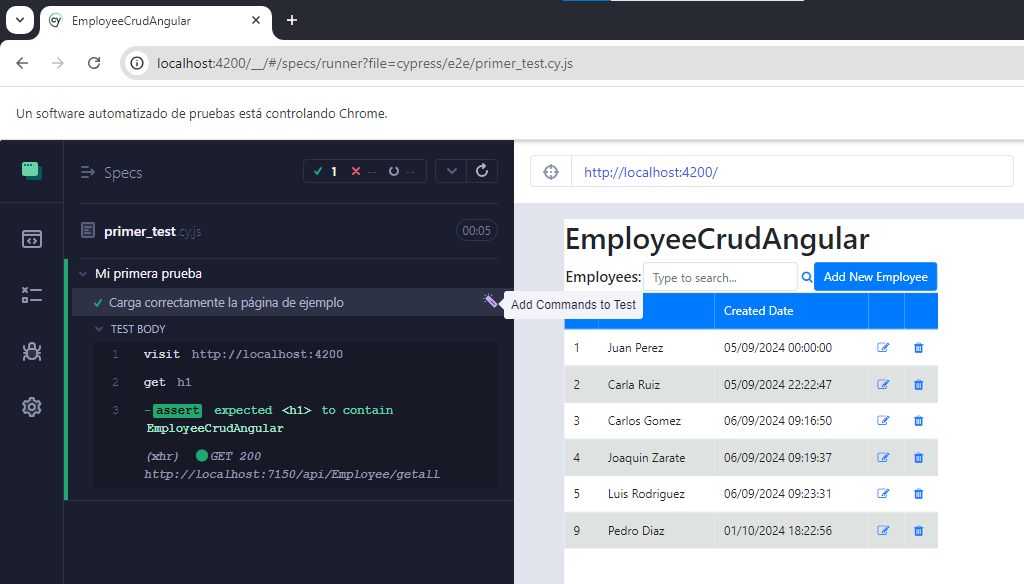 EmployeeCrudAngular
localhost:4200/__/#/specs/runner?file=cypress/e2e/primer_test.cy.js
Un software automatizado de pruebas está controlando Chrome.
Specs
1 -- --
primer_test.cy.js
00:05
Mi primera prueba
Carga correctamente la página de ejemplo
Add Commands to Test
TEST BODY
1 visit http://localhost:4200
2 get h1
3 -assert expected <h1> to contain
EmployeeCrudAngular
(xhr) GET 200
http://localhost:7150/api/Employee/getall
http://localhost:4200/
EmployeeCrudAngular
Employees: Type to search... Add New Employee
Created Date
1 Juan Perez 05/09/2024 00:00:00
2 Carla Ruiz 05/09/2024 22:22:47
3 Carlos Gomez 06/09/2024 09:16:50
4 Joaquin Zarate 06/09/2024 09:19:37
5 Luis Rodriguez 06/09/2024 09:23:31
9 Pedro Diaz 01/10/2024 18:22:56